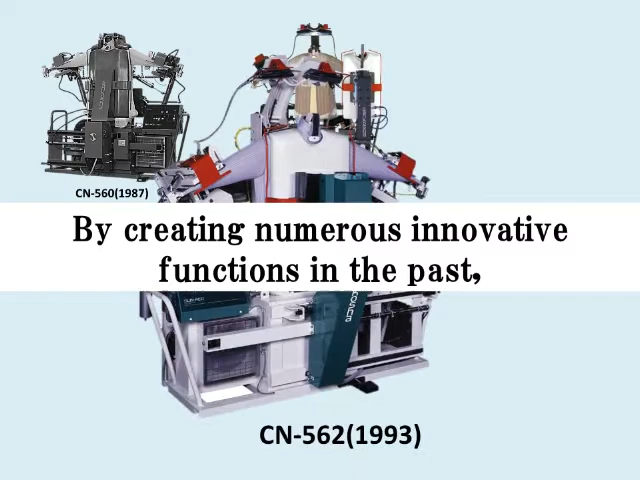 CN-560(1987)
By creating numerous innovative
functions in the past,
CN-562(1993)